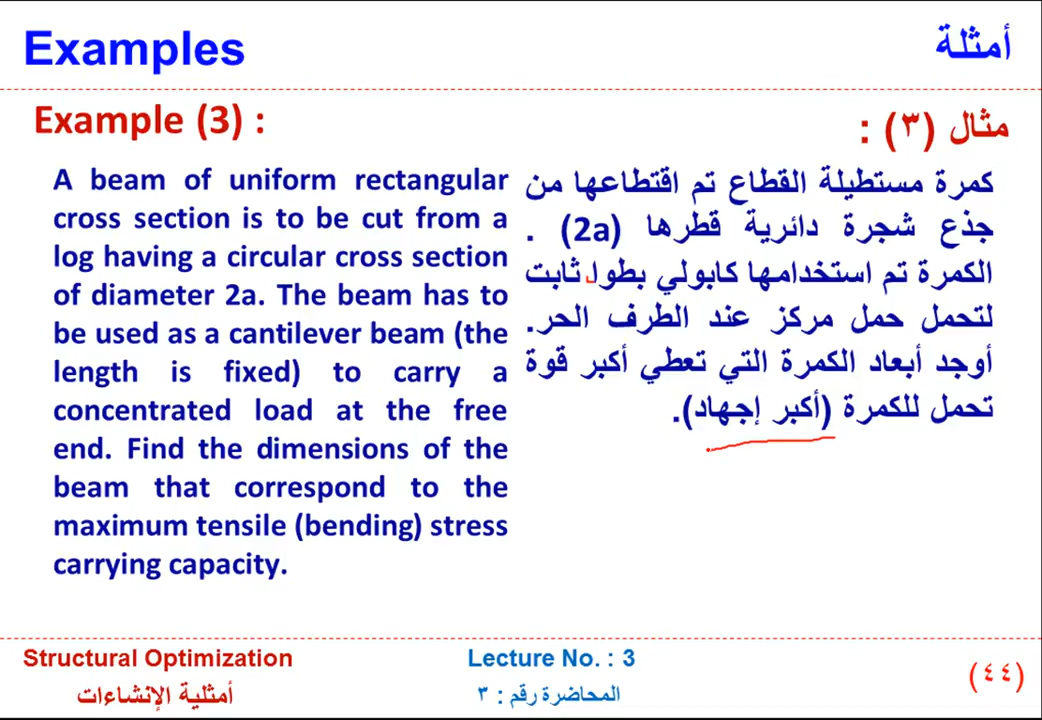 Examples
أمثلة
Example (3) :
مثال (٣) :
A beam of uniform rectangular
cross section is to be cut from a
log having a circular cross section
of diameter 2a. The beam has to
be used as a cantilever beam (the
length is fixed) to carry a
concentrated load at the free
end. Find the dimensions of the
beam that correspond to the
maximum tensile (bending) stress
carrying capacity.
كمرة مستطيلة القطاع تم اقتطاعها من
جذع شجرة دائرية قطرها (2a) .
الكمرة تم استخدامها كابولي بطول ثابت
لتحمل حمل مركز عند الطرف الحر.
أوجد أبعاد الكمرة التي تعطي أكبر قوة
تحمل للكمرة (أكبر إجهاد).
Structural Optimization
أمثلية الإنشاءات
Lecture No. : 3
المحاضرة رقم : ٣
(٤٤)